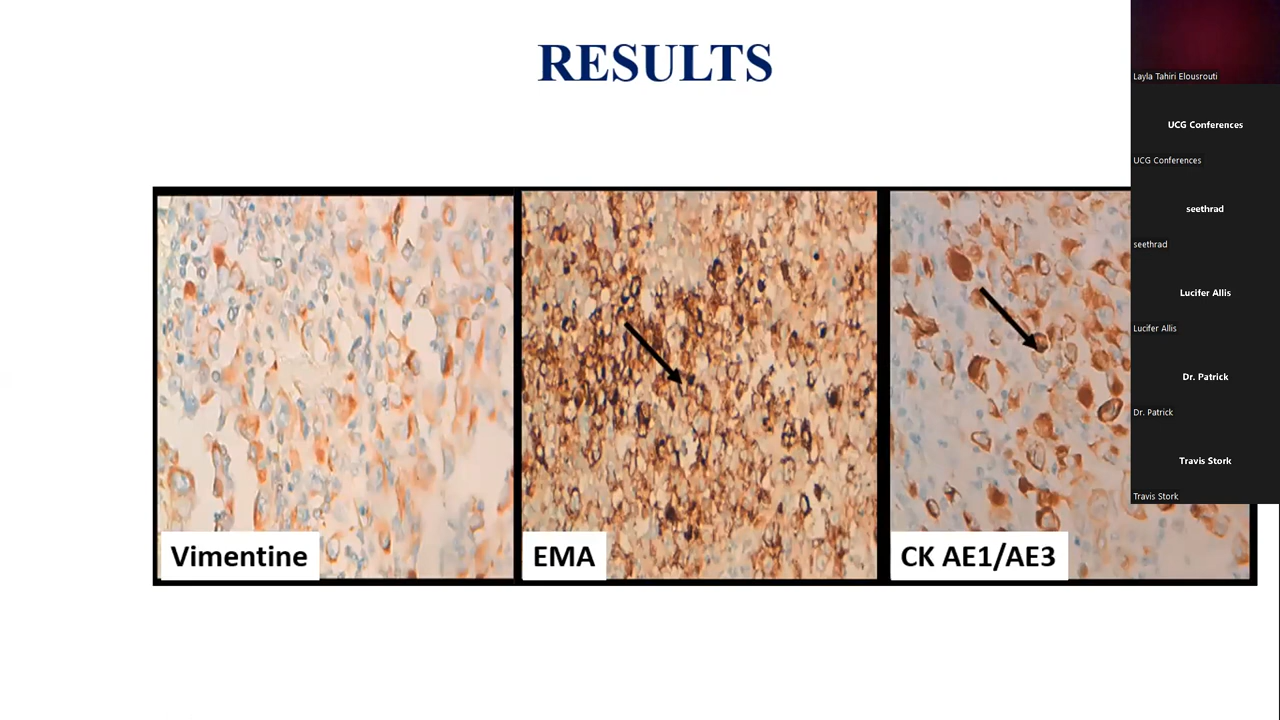 RESULTS
Vimentine
EMA
CK AE1/AE3
Layla Tahiri Elousrouti
UCG Conferences
UCG Conferences
seethrad
seethrad
Lucifer Allis
Lucifer Allis
Dr. Patrick
Dr. Patrick
Travis Stork
Travis Stork